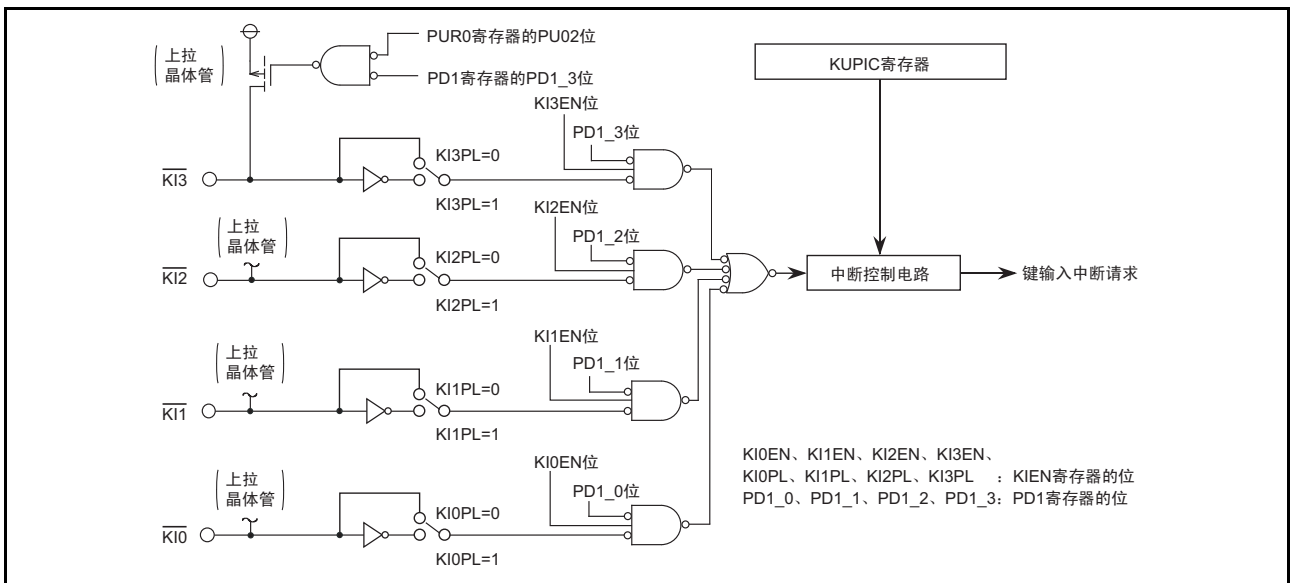 上拉
晶体管
PUR0寄存器的PU02位
PD1寄存器的PD1_3位
KUPIC寄存器
KI3EN位
PD1_3位
KI3
KI3PL=0
KI3PL=1
上拉
晶体管
KI2EN位
PD1_2位
KI2
KI2PL=0
KI2PL=1
中断控制电路
键输入中断请求
上拉
晶体管
KI1EN位
PD1_1位
KI1
KI1PL=0
KI1PL=1
上拉
晶体管
KI0EN位
PD1_0位
KI0
KI0PL=0
KI0PL=1
KI0EN、KI1EN、KI2EN、KI3EN、
KI0PL、KI1PL、KI2PL、KI3PL ：KIEN寄存器的位
PD1_0、PD1_1、PD1_2、PD1_3：PD1寄存器的位